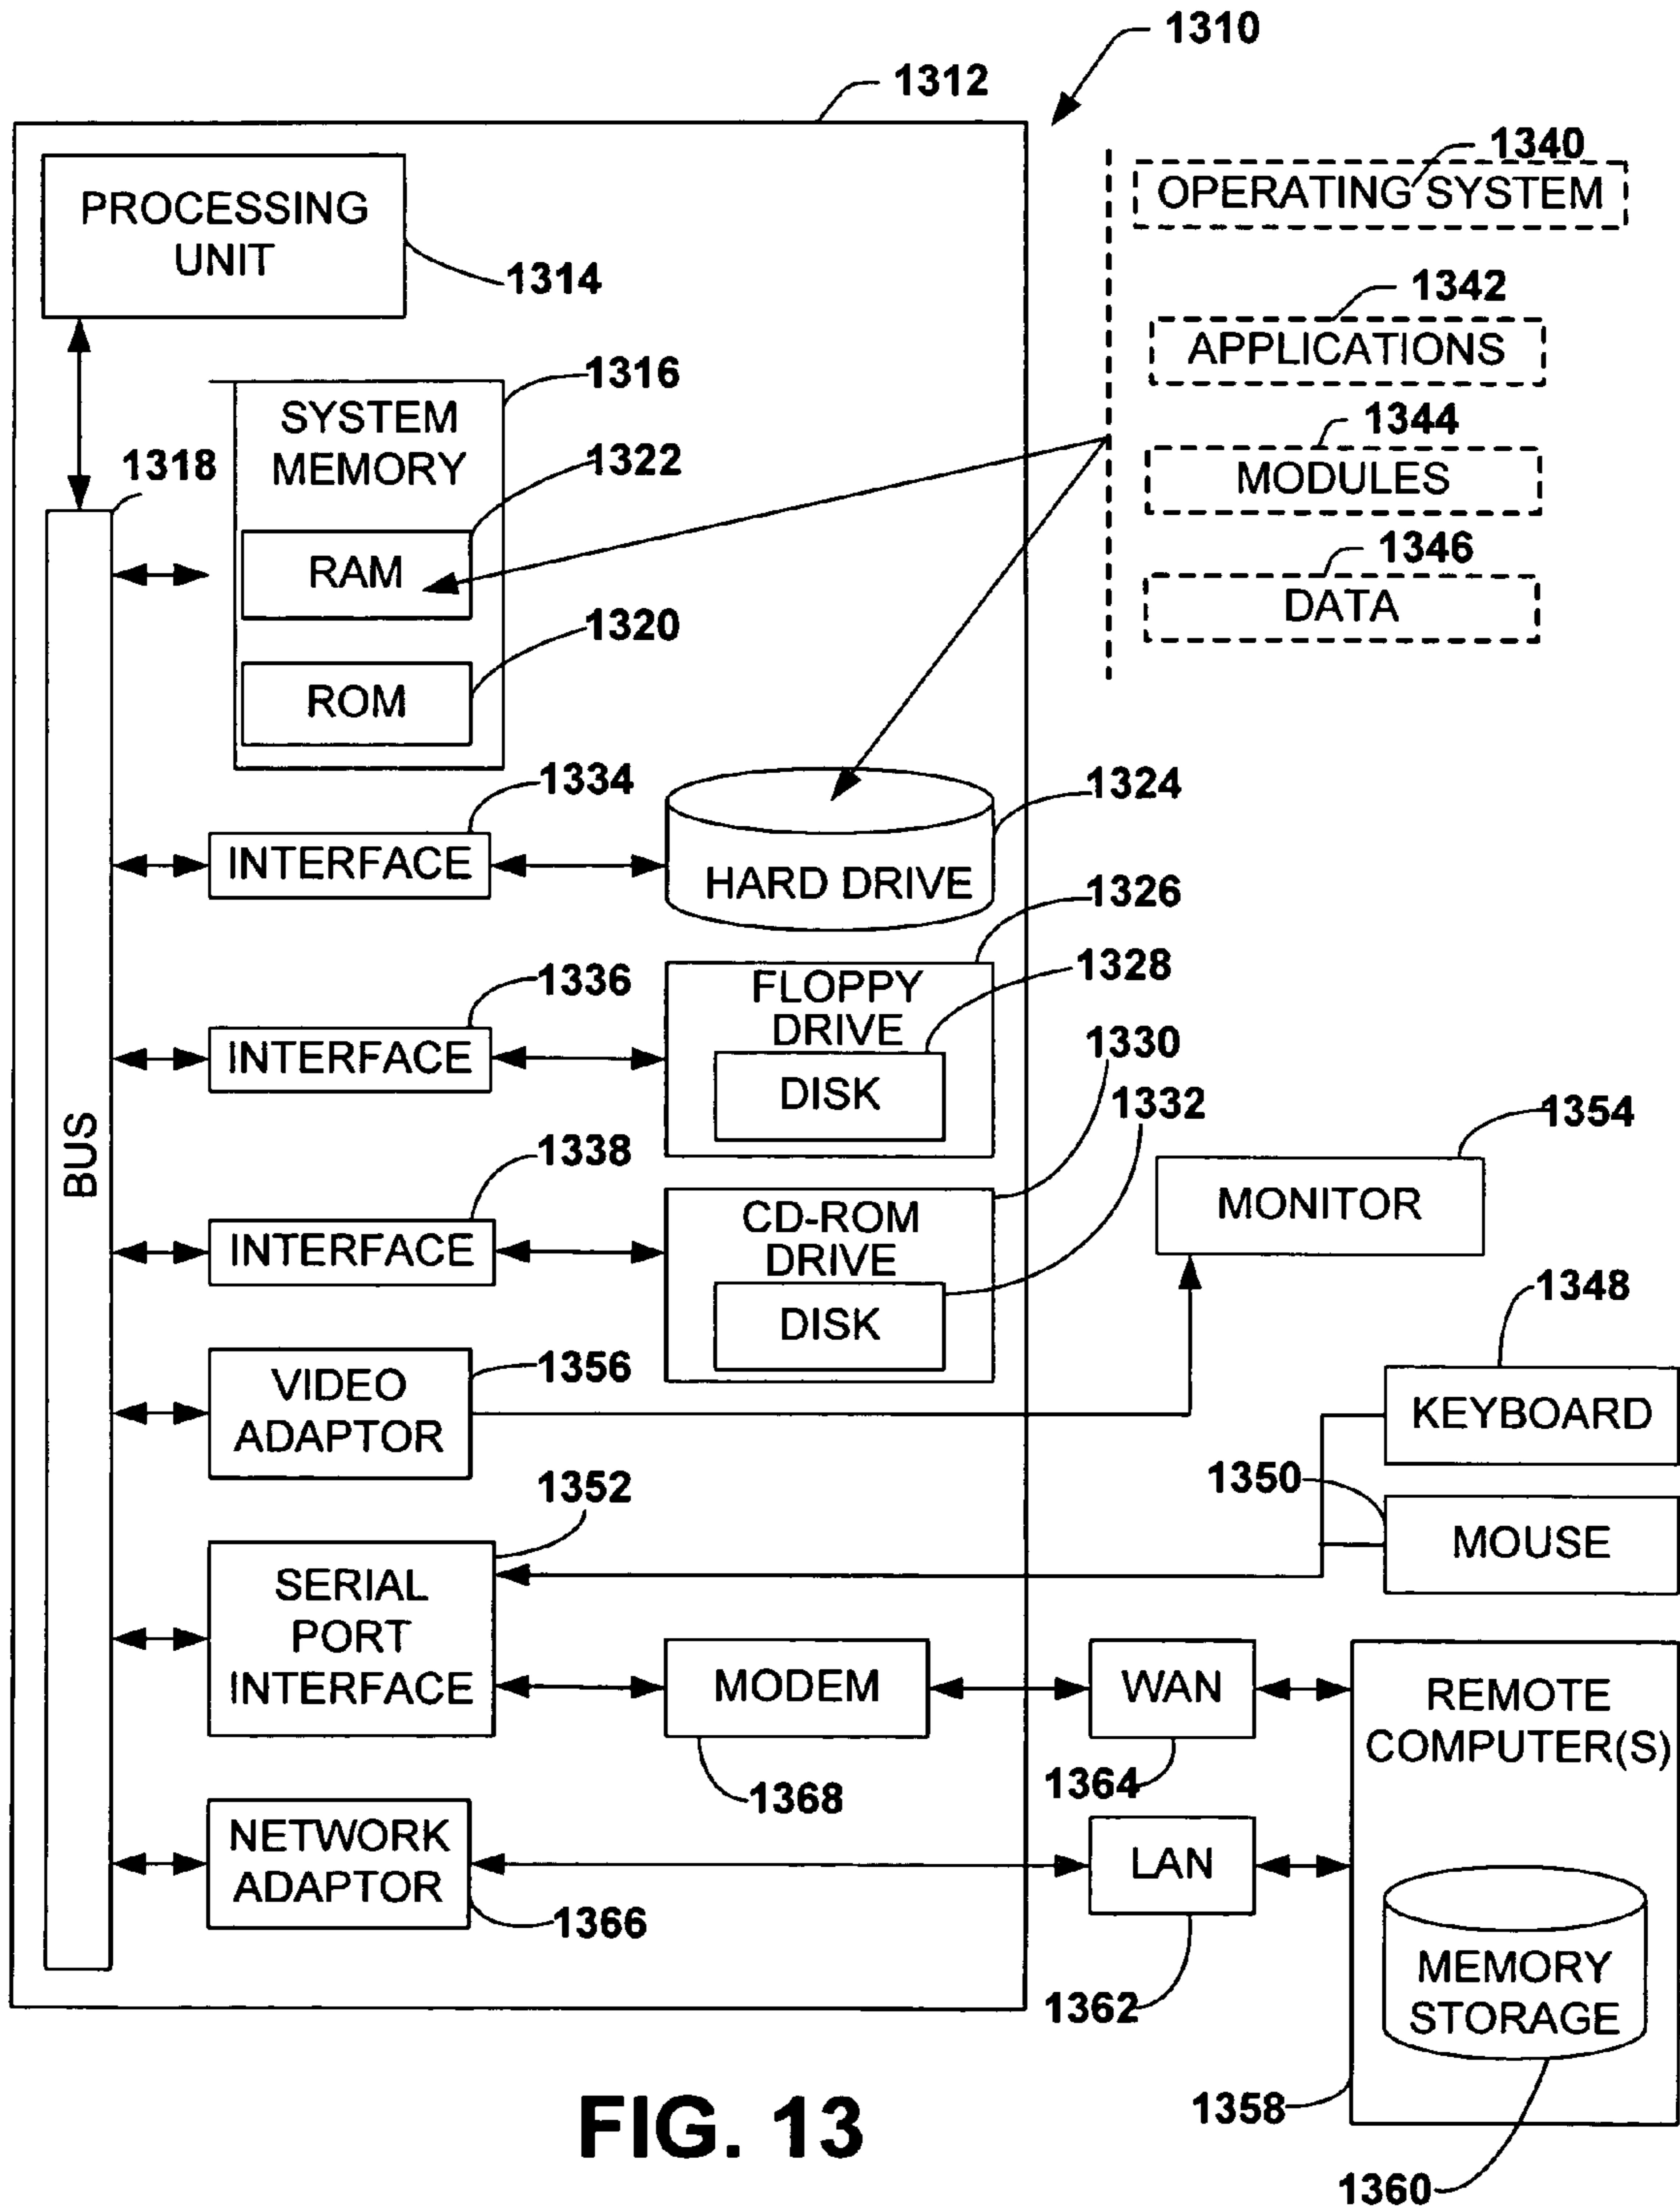 1310
1312
1340
OPERATING SYSTEM
PROCESSING
UNIT
1314
1342
APPLICATIONS
1316
SYSTEM
MEMORY
1344
MODULES
1318
1322
RAM
1346
DATA
1320
ROM
1334
INTERFACE
1324
HARD DRIVE
1326
1336
INTERFACE
FLOPPY
DRIVE
1328
DISK
1330
1332
1354
MONITOR
BUS
1338
INTERFACE
CD-ROM
DRIVE
DISK
1348
KEYBOARD
1356
VIDEO
ADAPTOR
1350
MOUSE
1352
SERIAL
PORT
INTERFACE
MODEM
1368
WAN
1364
REMOTE
COMPUTER(S)
NETWORK
ADAPTOR
1366
LAN
1362
MEMORY
STORAGE
1358
1360
FIG. 13